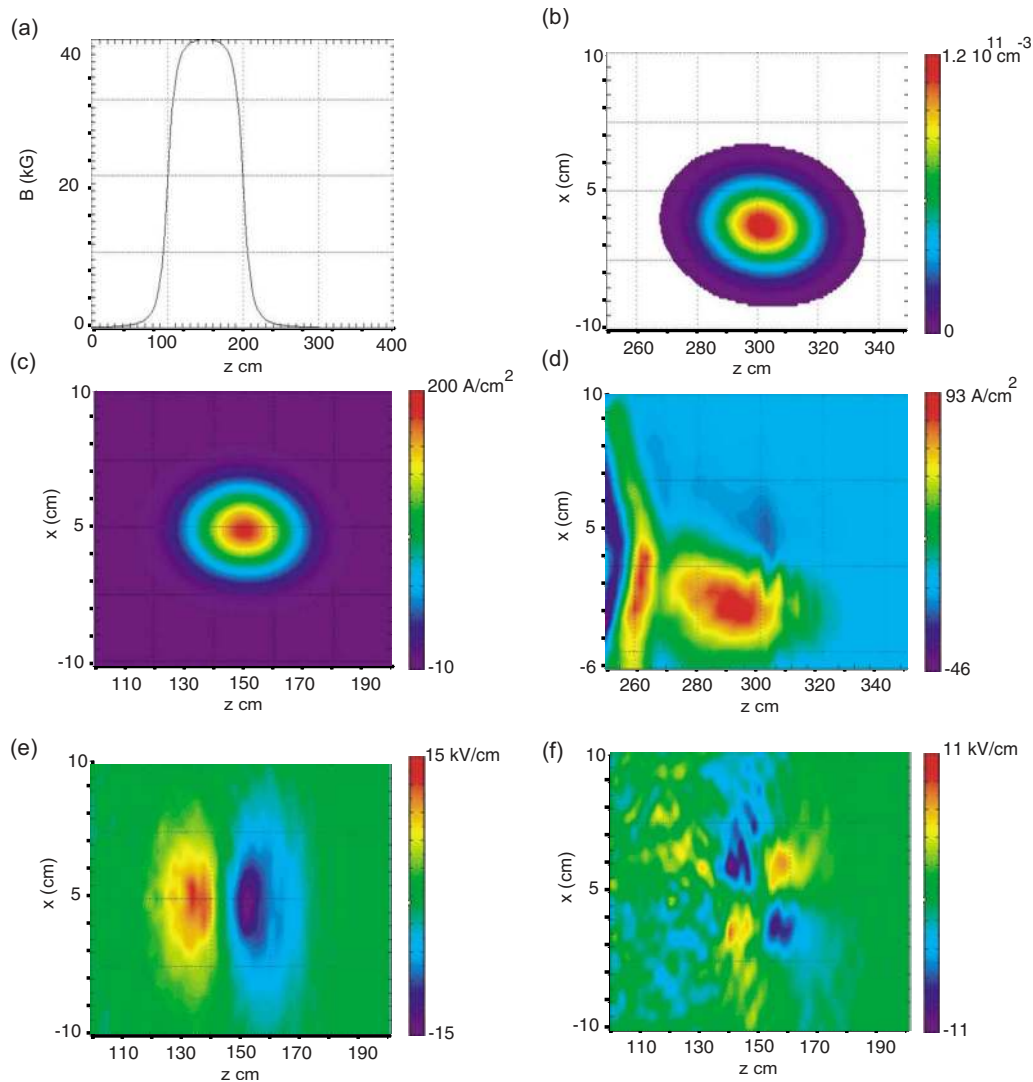 (a)
40
20
0
B (kG)
0 100 200 300 400
z cm
(b)
10
5
-10
x (cm)
260 280 300 320 340
z cm
1.2 10^11 cm^-3
0
(c)
10
5
-10
x (cm)
110 130 150 170 190
z cm
200 A/cm^2
-10
(d)
10
5
-6
x (cm)
260 280 300 320 340
z cm
93 A/cm^2
-46
(e)
10
5
-10
x (cm)
110 130 150 170 190
z cm
15 kV/cm
-15
(f)
10
5
-10
x (cm)
110 130 150 170 190
z cm
11 kV/cm
-11